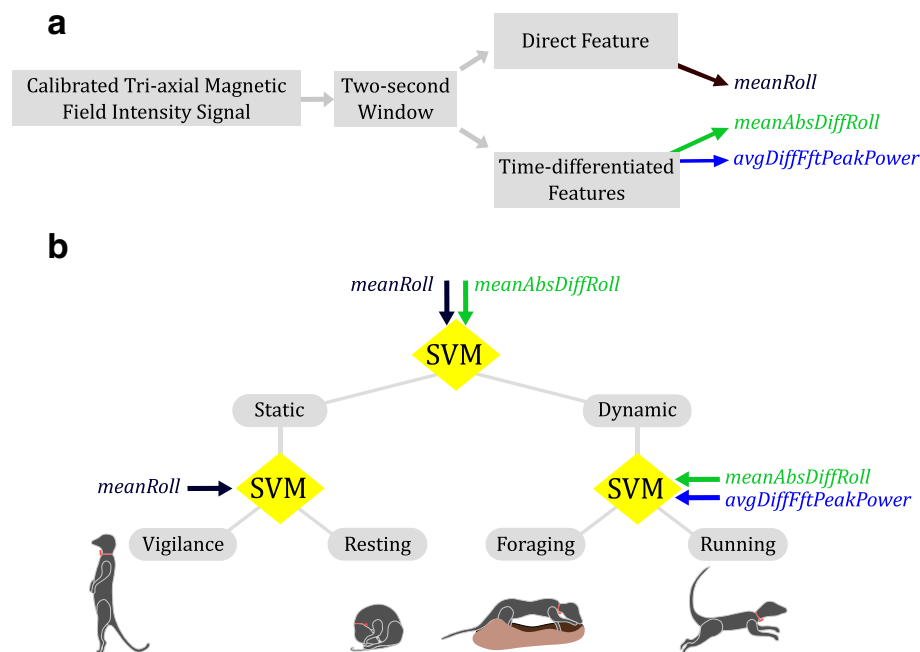 a
Calibrated Tri-axial Magnetic
Field Intensity Signal
Two-second
Window
Direct Feature
Time-differentiated
Features
meanRoll
meanAbsDiffRoll
avgDiffFftPeakPower
b
meanRoll
meanAbsDiffRoll
SVM
Static
Dynamic
meanRoll
SVM
SVM
meanAbsDiffRoll
avgDiffFftPeakPower
Vigilance
Resting
Foraging
Running